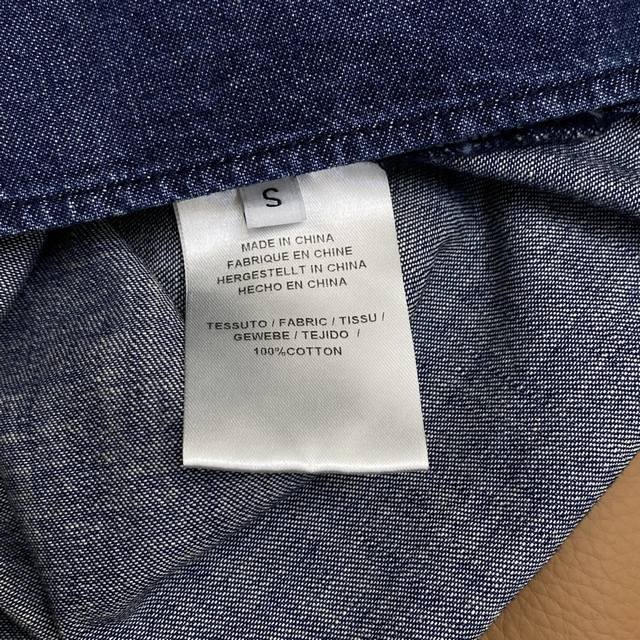 S
MADE IN CHINA
FABRIQUE EN CHINE
HERGESTELLT IN CHINA
HECHO EN CHINA
TESSUTO / FABRIC / TISSU /
GEWEBE / TEJIDO /
100%COTTON